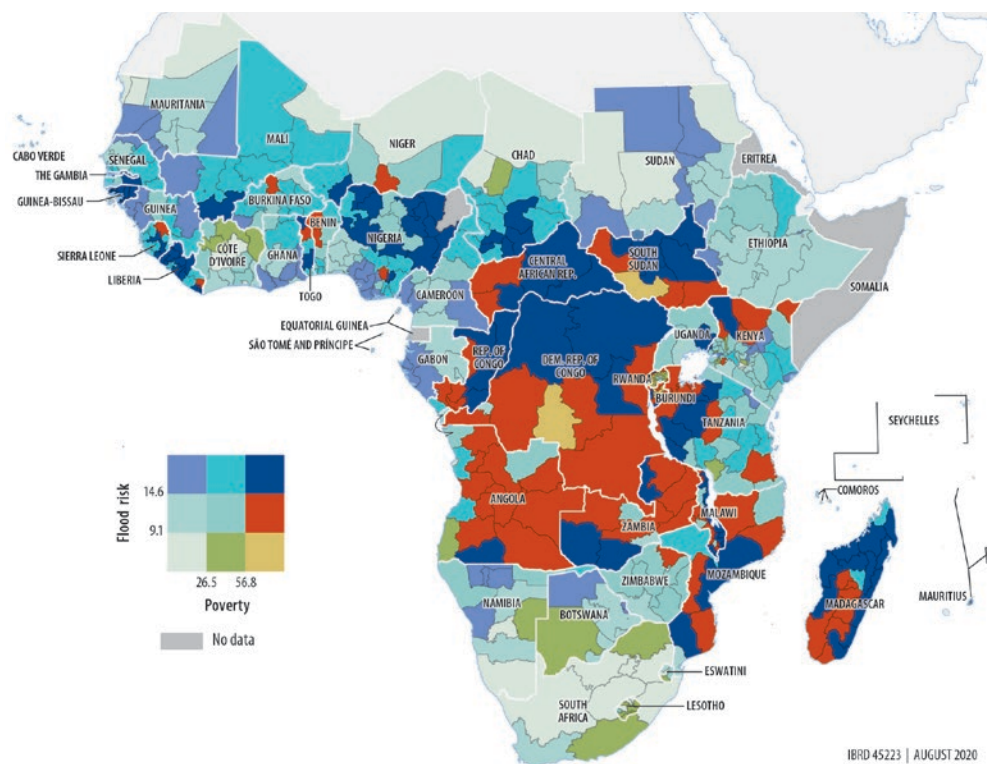 MAURITANIA
MALI
NIGER
CHAD
SUDAN
ERITREA
CABO VERDE
SENEGAL
THE GAMBIA
GUINEA-BISSAU
GUINEA
BURKINA FASO
BENIN
NIGERIA
SIERRA LEONE
CÔTE
D'IVOIRE
GHANA
LIBERIA
TOGO
CENTRAL
AFRICAN REP.
SOUTH
SUDAN
ETHIOPIA
SOMALIA
CAMEROON
EQUATORIAL GUINEA
SÃO TOMÉ AND PRÍNCIPE
GABON
REP. OF
CONGO
DEM. REP. OF
CONGO
UGANDA
KENYA
RWANDA
BURUNDI
TANZANIA
SEYCHELLES
COMOROS
ANGOLA
ZAMBIA
MALAWI
MOZAMBIQUE
ZIMBABWE
MADAGASCAR
MAURITIUS
NAMIBIA
BOTSWANA
ESWATINI
LESOTHO
SOUTH
AFRICA
Flood risk
14.6
9.1
26.5 56.8
Poverty
No data
IBRD 45223 | AUGUST 2020